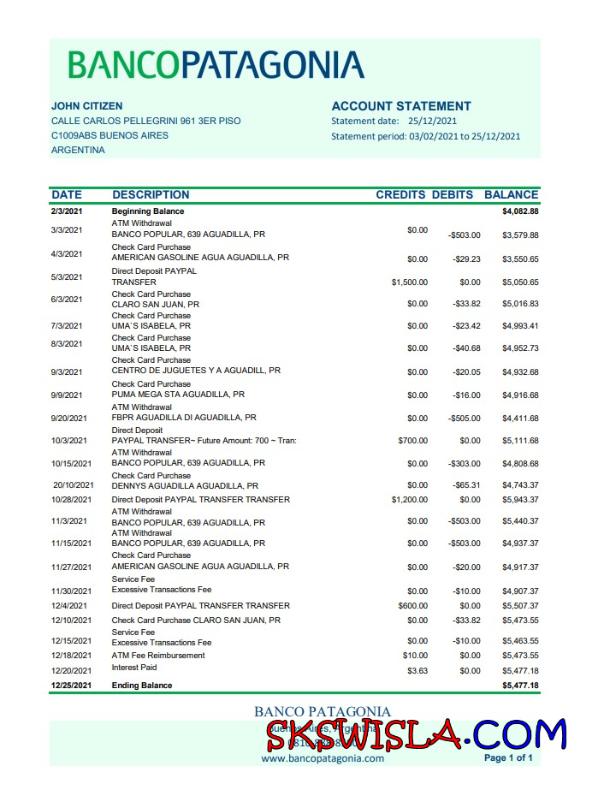 BANCOPATAGONIA
JOHN CITIZEN
CALLE CARLOS PELLEGRINI 961 3ER PISO
C1009ABS BUENOS AIRES
ARGENTINA
ACCOUNT STATEMENT
Statement date: 25/12/2021
Statement period: 03/02/2021 to 25/12/2021
DATE DESCRIPTION CREDITS DEBITS BALANCE
2/3/2021 Beginning Balance $4,082.88
ATM Withdrawal
3/3/2021 BANCO POPULAR, 639 AGUADILLA, PR $0.00 -$503.00 $3,579.88
Check Card Purchase
4/3/2021 AMERICAN GASOLINE AGUA AGUADILLA, PR $0.00 -$29.23 $3,550.65
Direct Deposit PAYPAL
5/3/2021 TRANSFER $1,500.00 $0.00 $5,050.65
Check Card Purchase
6/3/2021 CLARO SAN JUAN, PR $0.00 -$33.82 $5,016.83
Check Card Purchase
7/3/2021 UMA`S ISABELA, PR $0.00 -$23.42 $4,993.41
Check Card Purchase
8/3/2021 UMA`S ISABELA, PR $0.00 -$40.68 $4,952.73
Check Card Purchase
9/3/2021 CENTRO DE JUGUETES Y A AGUADILL, PR $0.00 -$20.05 $4,932.68
Check Card Purchase
9/9/2021 PUMA MEGA STA AGUADILLA, PR $0.00 -$16.00 $4,916.68
ATM Withdrawal
9/20/2021 FBPR AGUADILLA DI AGUADILLA, PR $0.00 -$505.00 $4,411.68
Direct Deposit
10/3/2021 PAYPAL TRANSFER~ Future Amount: 700 ~ Tran: $700.00 $0.00 $5,111.68
ATM Withdrawal
10/15/2021 BANCO POPULAR, 639 AGUADILLA, PR $0.00 -$303.00 $4,808.68
Check Card Purchase
20/10/2021 DENNYS AGUADILLA AGUADILLA, PR $0.00 -$65.31 $4,743.37
10/28/2021 Direct Deposit PAYPAL TRANSFER TRANSFER $1,200.00 $0.00 $5,943.37
ATM Withdrawal
11/3/2021 BANCO POPULAR, 639 AGUADILLA, PR $0.00 -$503.00 $5,440.37
ATM Withdrawal
11/15/2021 BANCO POPULAR, 639 AGUADILLA, PR $0.00 -$503.00 $4,937.37
Check Card Purchase
11/27/2021 AMERICAN GASOLINE AGUA AGUADILLA, PR $0.00 -$20.00 $4,917.37
Service Fee
11/30/2021 Excessive Transactions Fee $0.00 -$10.00 $4,907.37
12/4/2021 Direct Deposit PAYPAL TRANSFER TRANSFER $600.00 $0.00 $5,507.37
12/10/2021 Check Card Purchase CLARO SAN JUAN, PR $0.00 -$33.82 $5,473.55
Service Fee
12/15/2021 Excessive Transactions Fee $0.00 -$10.00 $5,463.55
12/18/2021 ATM Fee Reimbursement $10.00 $0.00 $5,473.55
12/20/2021 Interest Paid $3.63 $0.00 $5,477.18
12/25/2021 Ending Balance $5,477.18
BANCO PATAGONIA
SKSWISLA.COM
www.bancopatagonia.com
Page 1 of 1